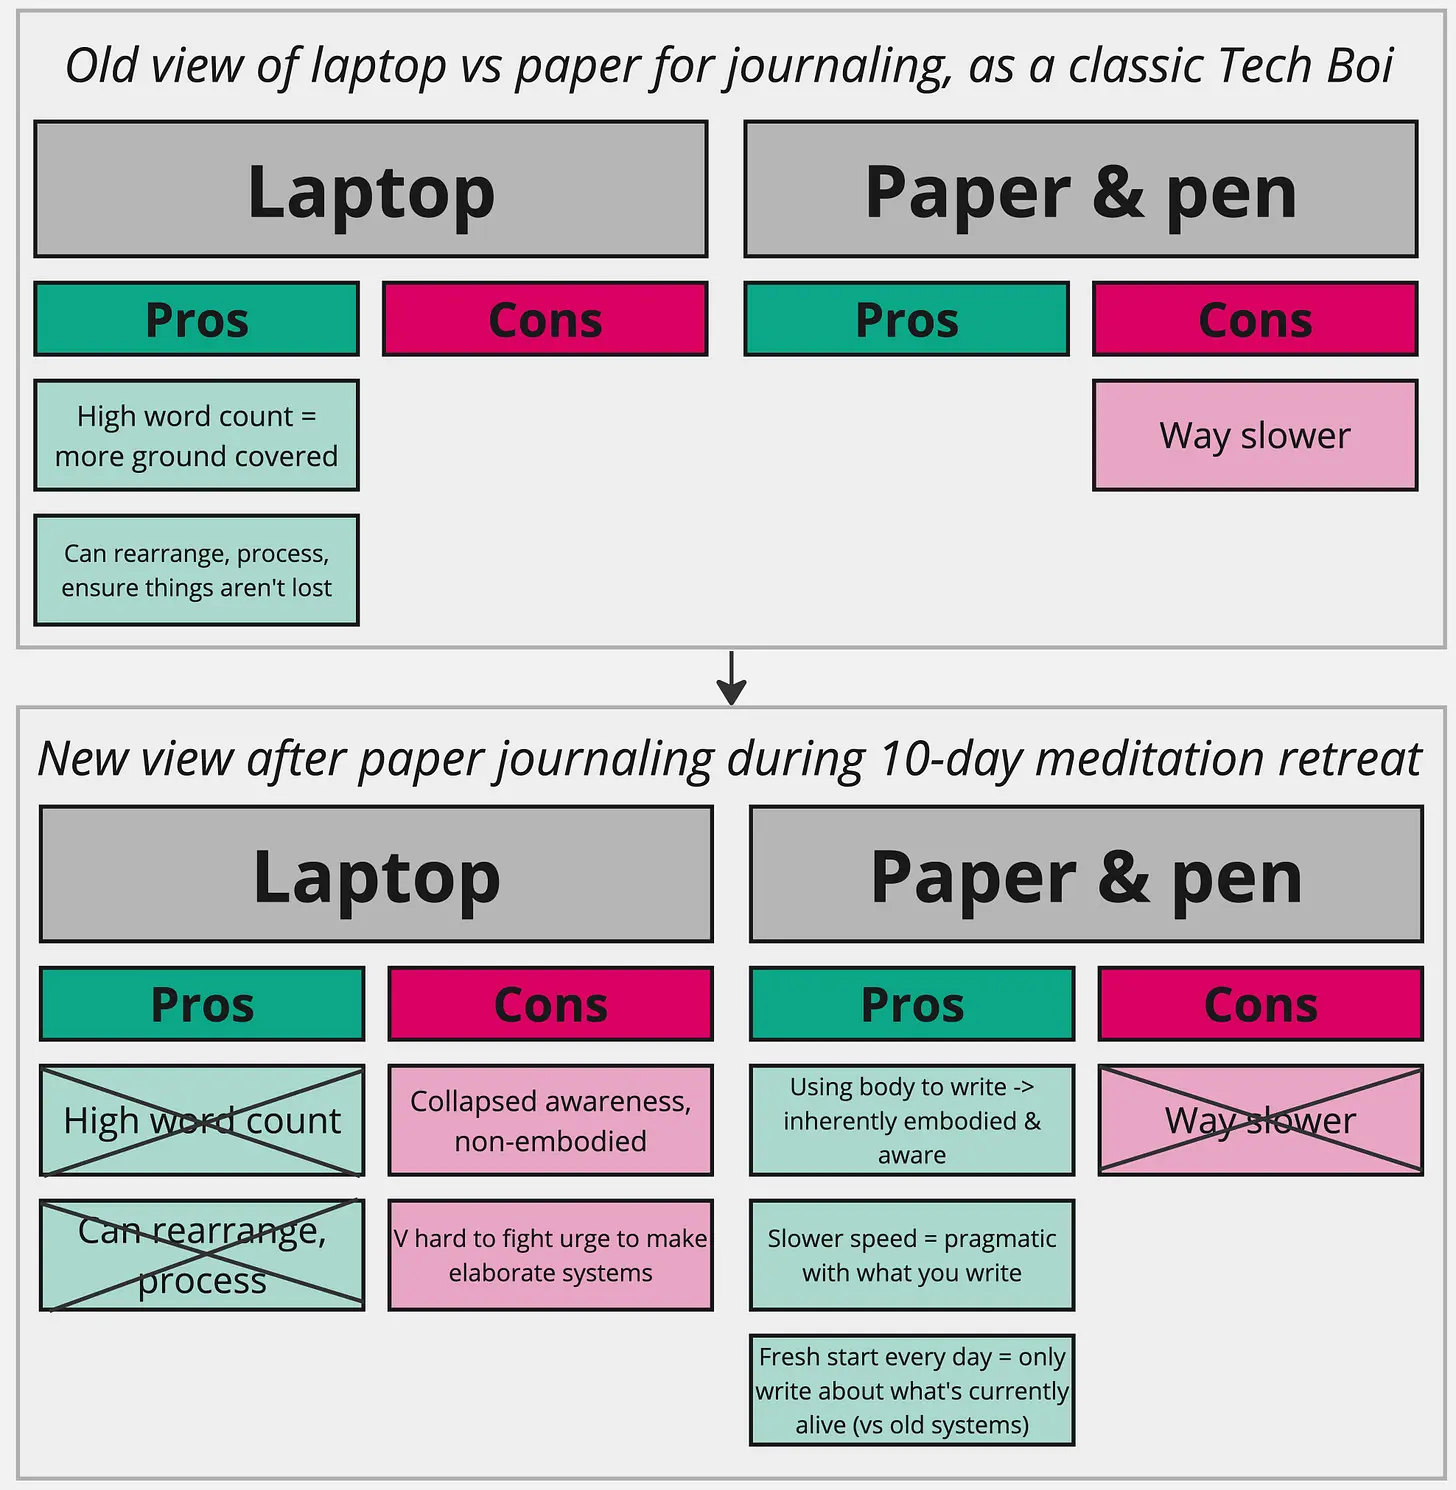 Old view of laptop vs paper for journaling, as a classic Tech Boi
Laptop
Paper & pen
Pros
Cons
Pros
Cons
High word count =
more ground covered
Way slower
Can rearrange, process,
ensure things aren't lost
New view after paper journaling during 10-day meditation retreat
Laptop
Paper & pen
Pros
Cons
Pros
Cons
High word count
Collapsed awareness,
non-embodied
Using body to write ->
inherently embodied &
aware
Way slower
Can rearrange,
process
V hard to fight urge to make
elaborate systems
Slower speed = pragmatic
with what you write
Fresh start every day = only
write about what's currently
alive (vs old systems)